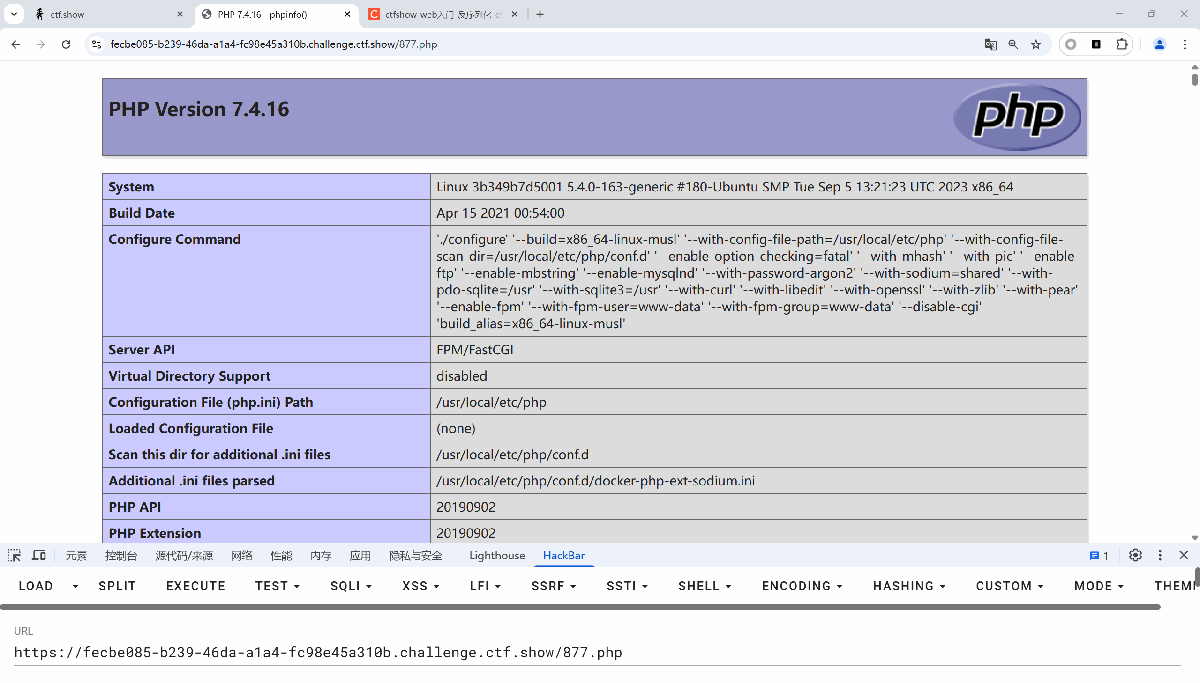 ctf.show
PHP 7.4.16 - phpinfo()
ctfshow-web入门-反序列化-ct
fecbe085-b239-46da-a1a4-fc98e45a310b.challenge.ctf.show/877.php
PHP Version 7.4.16
php
System Linux 3b349b7d5001 5.4.0-163-generic #180-Ubuntu SMP Tue Sep 5 13:21:23 UTC 2023 x86_64
Build Date Apr 15 2021 00:54:00
Configure Command './configure' '--build=x86_64-linux-musl' '--with-config-file-path=/usr/local/etc/php' '--with-config-file-
scan-dir=/usr/local/etc/php/conf.d' '--enable-option-checking=fatal' '--with-mhash' '--with-pic' '--enable-
ftp' '--enable-mbstring' '--enable-mysqlnd' '--with-password-argon2' '--with-sodium=shared' '--with-
pdo-sqlite=/usr' '--with-sqlite3=/usr' '--with-curl' '--with-libedit' '--with-openssl' '--with-zlib' '--with-pear'
'--enable-fpm' '--with-fpm-user=www-data' '--with-fpm-group=www-data' '--disable-cgi'
'build_alias=x86_64-linux-musl'
Server API FPM/FastCGI
Virtual Directory Support disabled
Configuration File (php.ini) Path /usr/local/etc/php
Loaded Configuration File (none)
Scan this dir for additional .ini files /usr/local/etc/php/conf.d
Additional .ini files parsed /usr/local/etc/php/conf.d/docker-php-ext-sodium.ini
PHP API 20190902
PHP Extension 20190902
元素 控制台 源代码/来源 网络 性能 内存 应用 隐私与安全 Lighthouse HackBar 1
LOAD SPLIT EXECUTE TEST SQLI XSS LFI SSRF SSTI SHELL ENCODING HASHING CUSTOM MODE THEM
URL
https://fecbe085-b239-46da-a1a4-fc98e45a310b.challenge.ctf.show/877.php